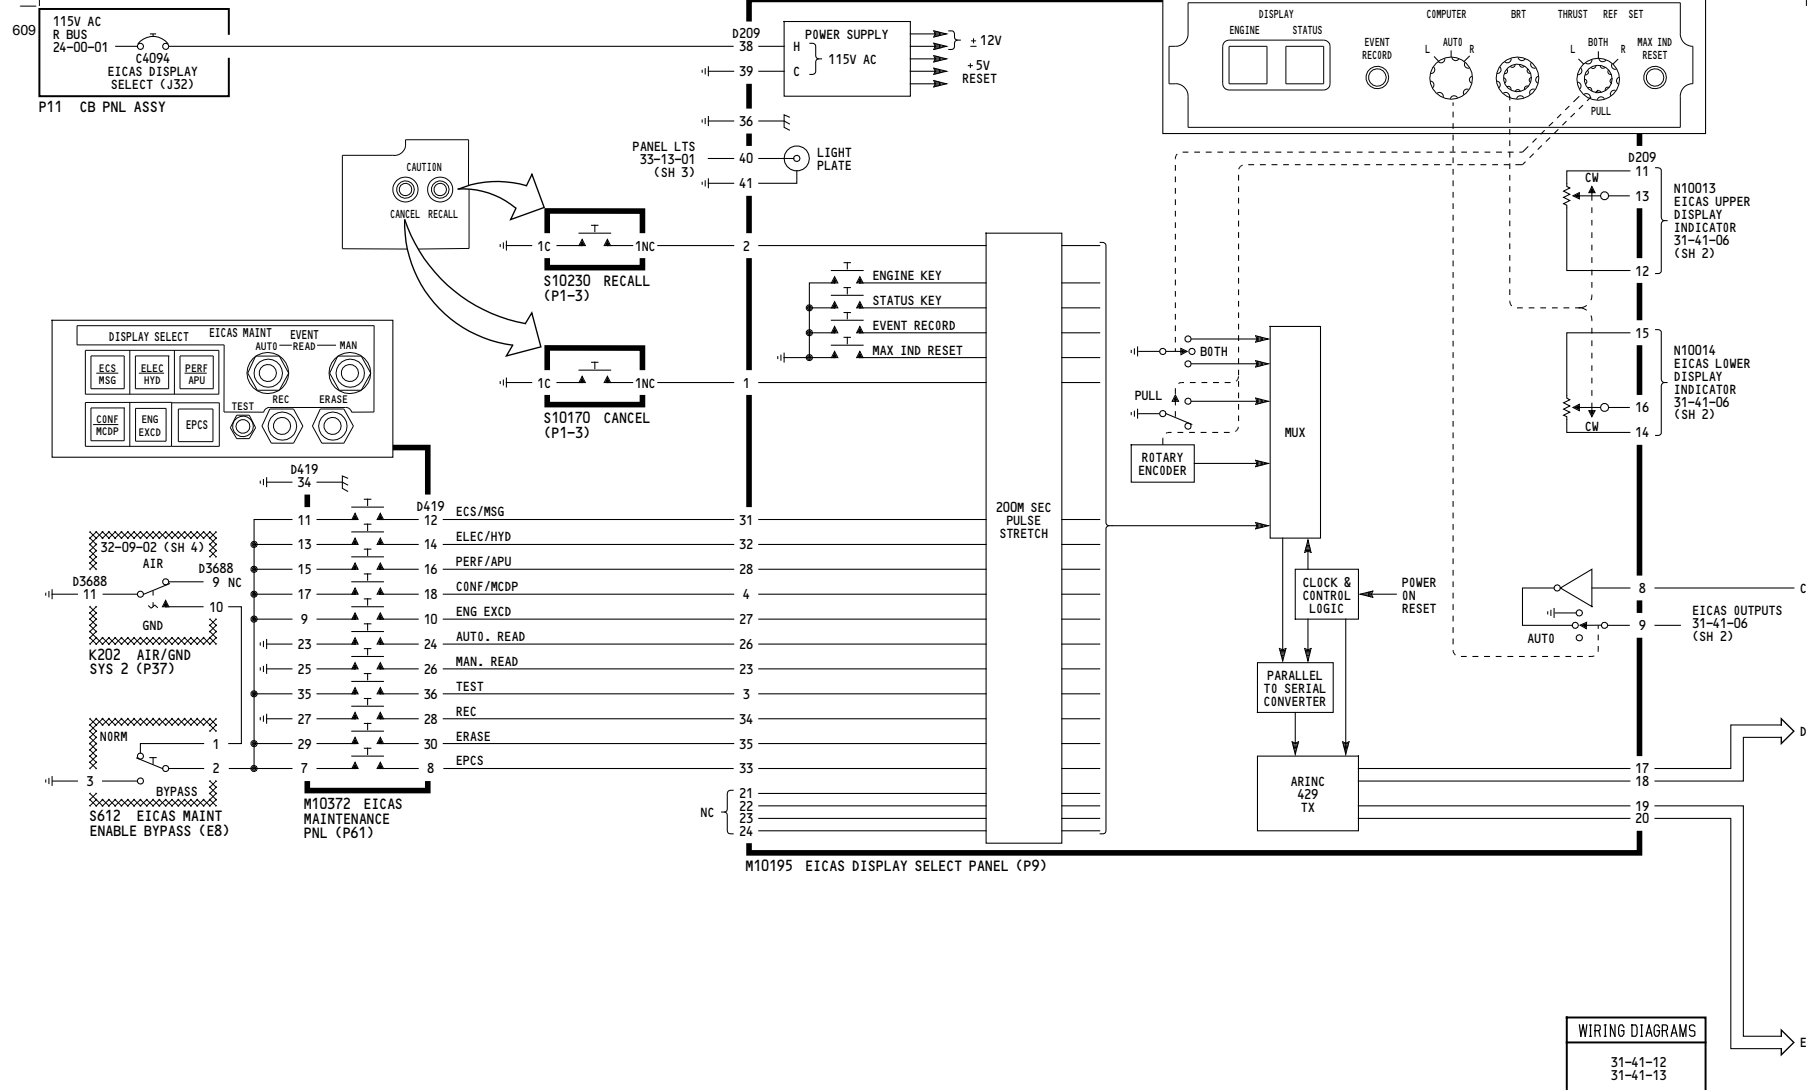 609
115V AC
R BUS
24-00-01
C4094
EICAS DISPLAY
SELECT (J32)
P11 CB PNL ASSY
D209
38
39
36
40
41
2
1
H
C
POWER SUPPLY
115V AC
± 12V
+5V
RESET
PANEL LTS
33-13-01
(SH 3)
LIGHT
PLATE
DISPLAY
ENGINE STATUS
EVENT
RECORD
COMPUTER
L AUTO R
BRT
THRUST REF SET
L BOTH R
PULL
MAX IND
RESET
CAUTION
CANCEL RECALL
1C 1NC
S10230 RECALL
(P1-3)
1C 1NC
S10170 CANCEL
(P1-3)
ENGINE KEY
STATUS KEY
EVENT RECORD
MAX IND RESET
D209
11
CW
13
12
N10013
EICAS UPPER
DISPLAY
INDICATOR
31-41-06
(SH 2)
15
16
CW
14
N10014
EICAS LOWER
DISPLAY
INDICATOR
31-41-06
(SH 2)
DISPLAY SELECT
EICAS MAINT
EVENT
AUTO READ MAN
ECS
MSG
ELEC
HYD
PERF
APU
CONF
MCDP
ENG
EXCD
EPCS
TEST
REC
ERASE
BOTH
PULL
ROTARY
ENCODER
MUX
200M SEC
PULSE
STRETCH
D419
34
D419
11 12 ECS/MSG 31
13 14 ELEC/HYD 32
15 16 PERF/APU 28
17 18 CONF/MCDP 4
9 10 ENG EXCD 27
23 24 AUTO. READ 26
25 26 MAN. READ 23
35 36 TEST 3
27 28 REC 34
29 30 ERASE 35
7 8 EPCS 33
NC
21
22
23
24
32-09-02 (SH 4)
AIR
D3688
11
D3688
9 NC
10
GND
K202 AIR/GND
SYS 2 (P37)
NORM
1
2
3
BYPASS
S612 EICAS MAINT
ENABLE BYPASS (E8)
M10372 EICAS
MAINTENANCE
PNL (P61)
CLOCK &
CONTROL
LOGIC
POWER
ON
RESET
PARALLEL
TO SERIAL
CONVERTER
ARINC
429
TX
AUTO
8
9
C
EICAS OUTPUTS
31-41-06
(SH 2)
17
18
19
20
D
E
M10195 EICAS DISPLAY SELECT PANEL (P9)
WIRING DIAGRAMS
31-41-12
31-41-13